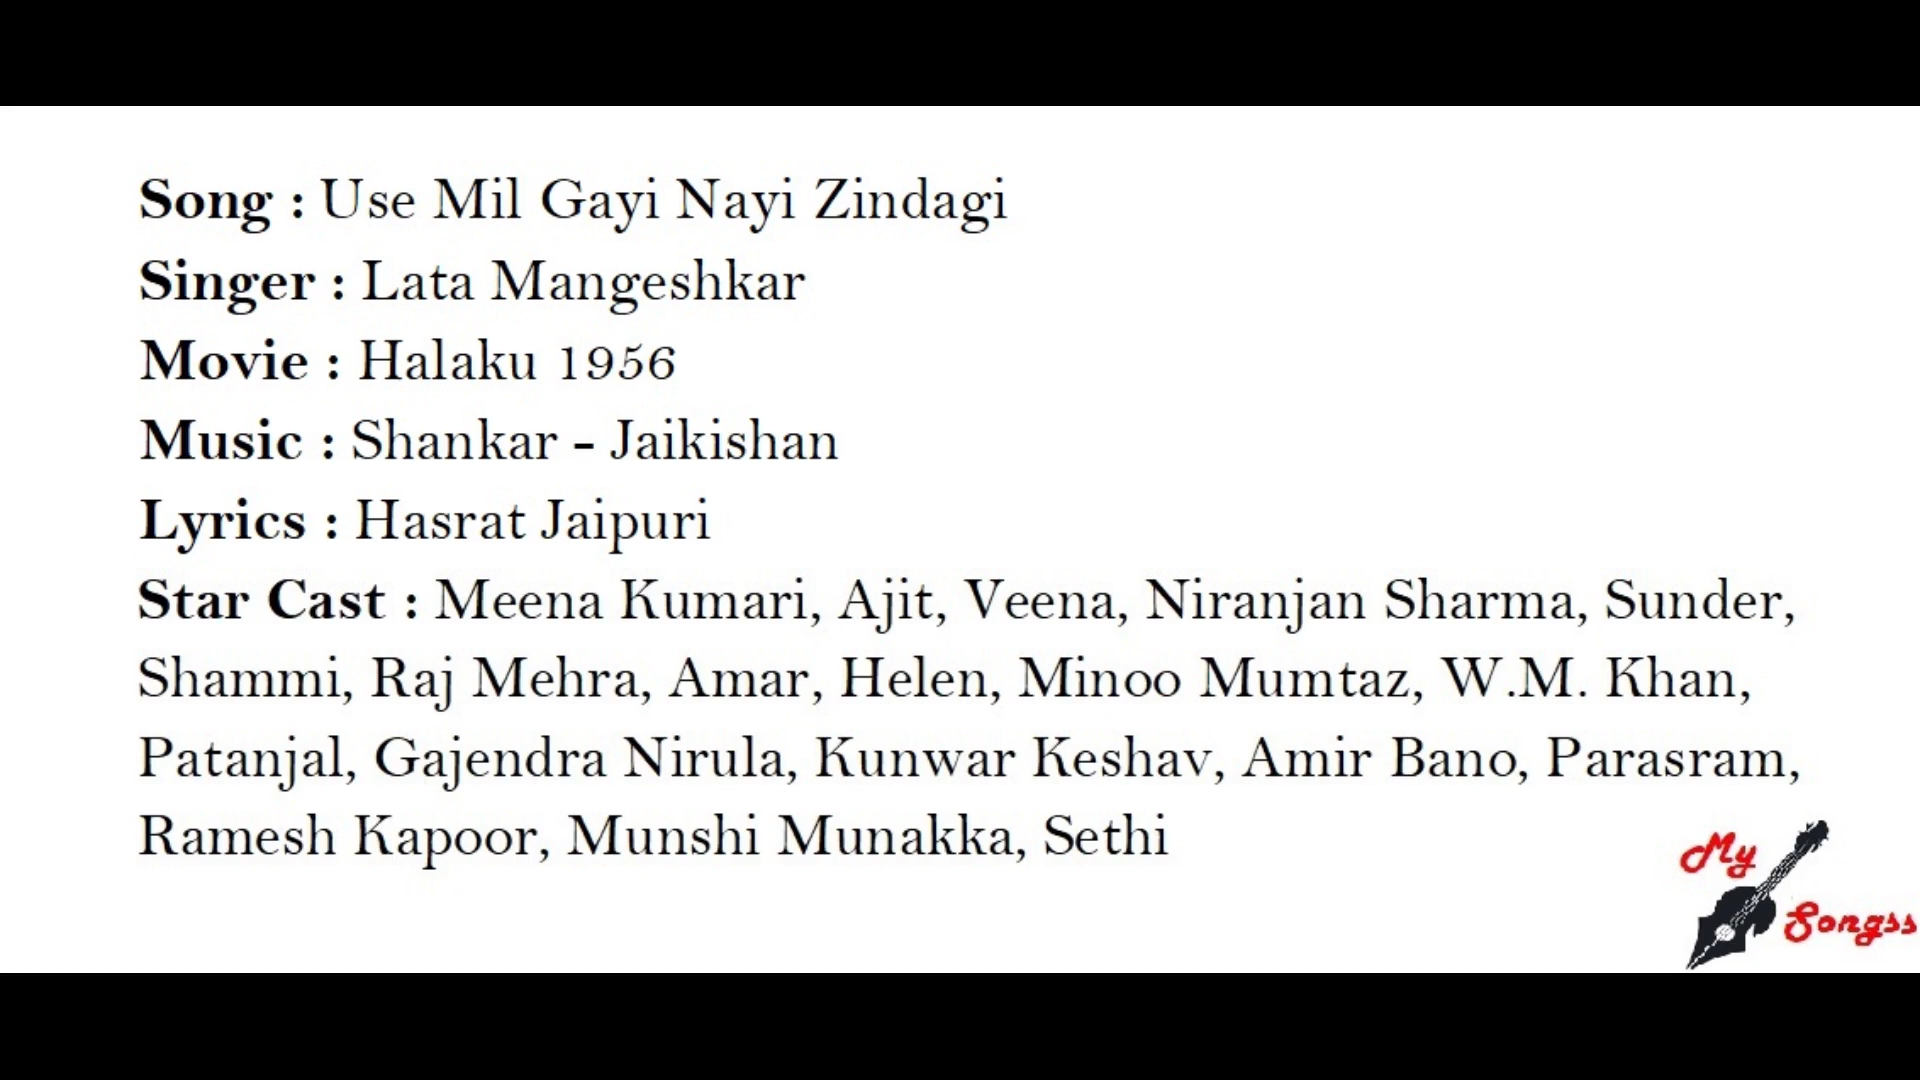 Song : Use Mil Gayi Nayi Zindagi
Singer : Lata Mangeshkar
Movie : Halaku 1956
Music : Shankar - Jaikishan
Lyrics : Hasrat Jaipuri
Star Cast : Meena Kumari, Ajit, Veena, Niranjan Sharma, Sunder,
Shammi, Raj Mehra, Amar, Helen, Minoo Mumtaz, W.M. Khan,
Patanjal, Gajendra Nirula, Kunwar Keshav, Amir Bano, Parasram,
Ramesh Kapoor, Munshi Munakka, Sethi
My
Songss